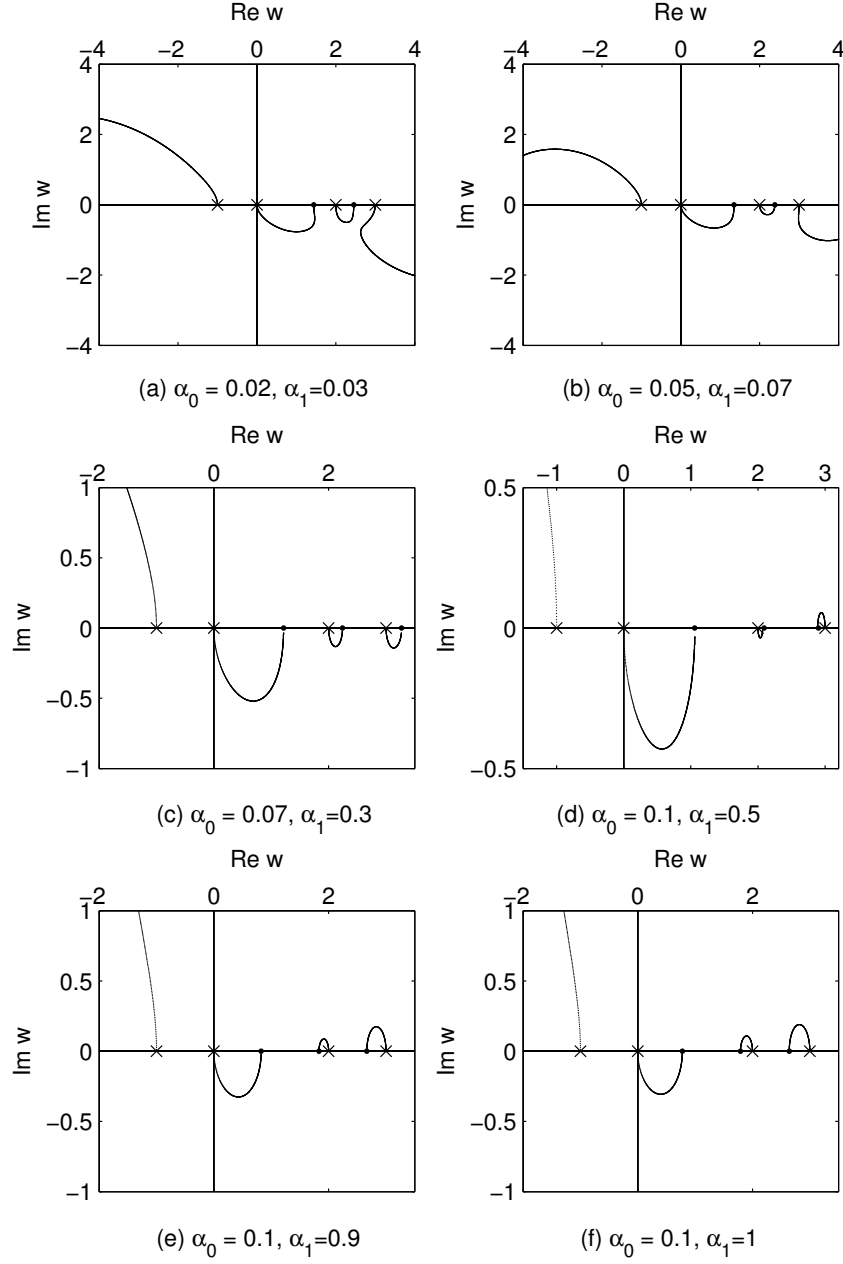 Re w Re w
−4 −2 0 2 4 −4 −2 0 2 4
4 4
2 2
Im w 0 Im w 0
−2 −2
−4 −4
(a) α₀ = 0.02, α₁=0.03 (b) α₀ = 0.05, α₁=0.07
Re w Re w
−2 0 2 −1 0 1 2 3
1 0.5
0.5
Im w 0 Im w 0
−0.5
−1 −0.5
(c) α₀ = 0.07, α₁=0.3 (d) α₀ = 0.1, α₁=0.5
Re w Re w
−2 0 2 −2 0 2
1 1
0.5 0.5
Im w 0 Im w 0
−0.5 −0.5
−1 −1
(e) α₀ = 0.1, α₁=0.9 (f) α₀ = 0.1, α₁=1